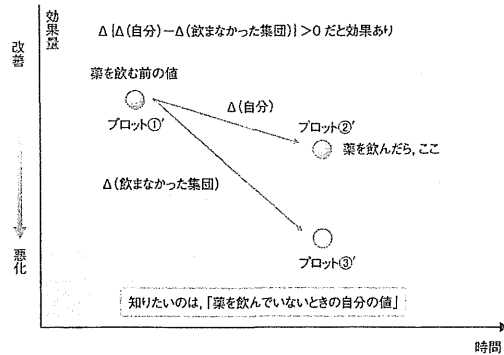 効果量
Δ{Δ(自分)－Δ(飲まなかった集団)}＞0だと効果あり
改善
薬を飲む前の値
プロット①′
Δ(自分)
プロット②′
薬を飲んだら，ここ
Δ(飲まなかった集団)
悪化
プロット③′
知りたいのは，「薬を飲んでいないときの自分の値」
時間